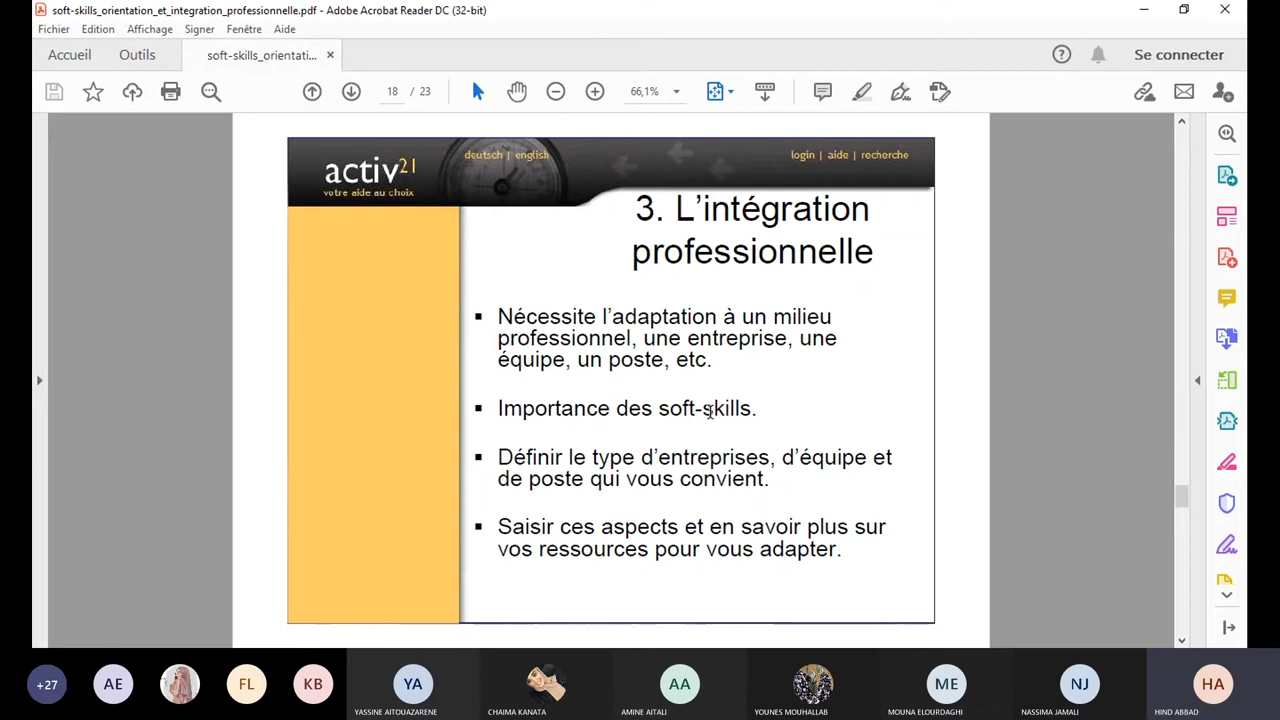 soft-skills_orientation_et_integration_professionnelle.pdf - Adobe Acrobat Reader DC (32-bit)
Fichier Edition Affichage Signer Fenêtre Aide
Accueil Outils soft-skills_orientati... × Se connecter
18 / 23 66,1%
activ21
votre aide au choix
deutsch | english
login | aide | recherche
3. L'intégration
professionnelle
▪ Nécessite l'adaptation à un milieu
professionnel, une entreprise, une
équipe, un poste, etc.
▪ Importance des soft-skills.
▪ Définir le type d'entreprises, d'équipe et
de poste qui vous convient.
▪ Saisir ces aspects et en savoir plus sur
vos ressources pour vous adapter.
+27 AE FL KB YA AA ME NJ HA
YASSINE AITOUAZARENE CHAIMA KANATA AMINE AITALI YOUNES MOUHALLAB MOUNA ELOURDAGHI NASSIMA JAMALI HIND ABBAD